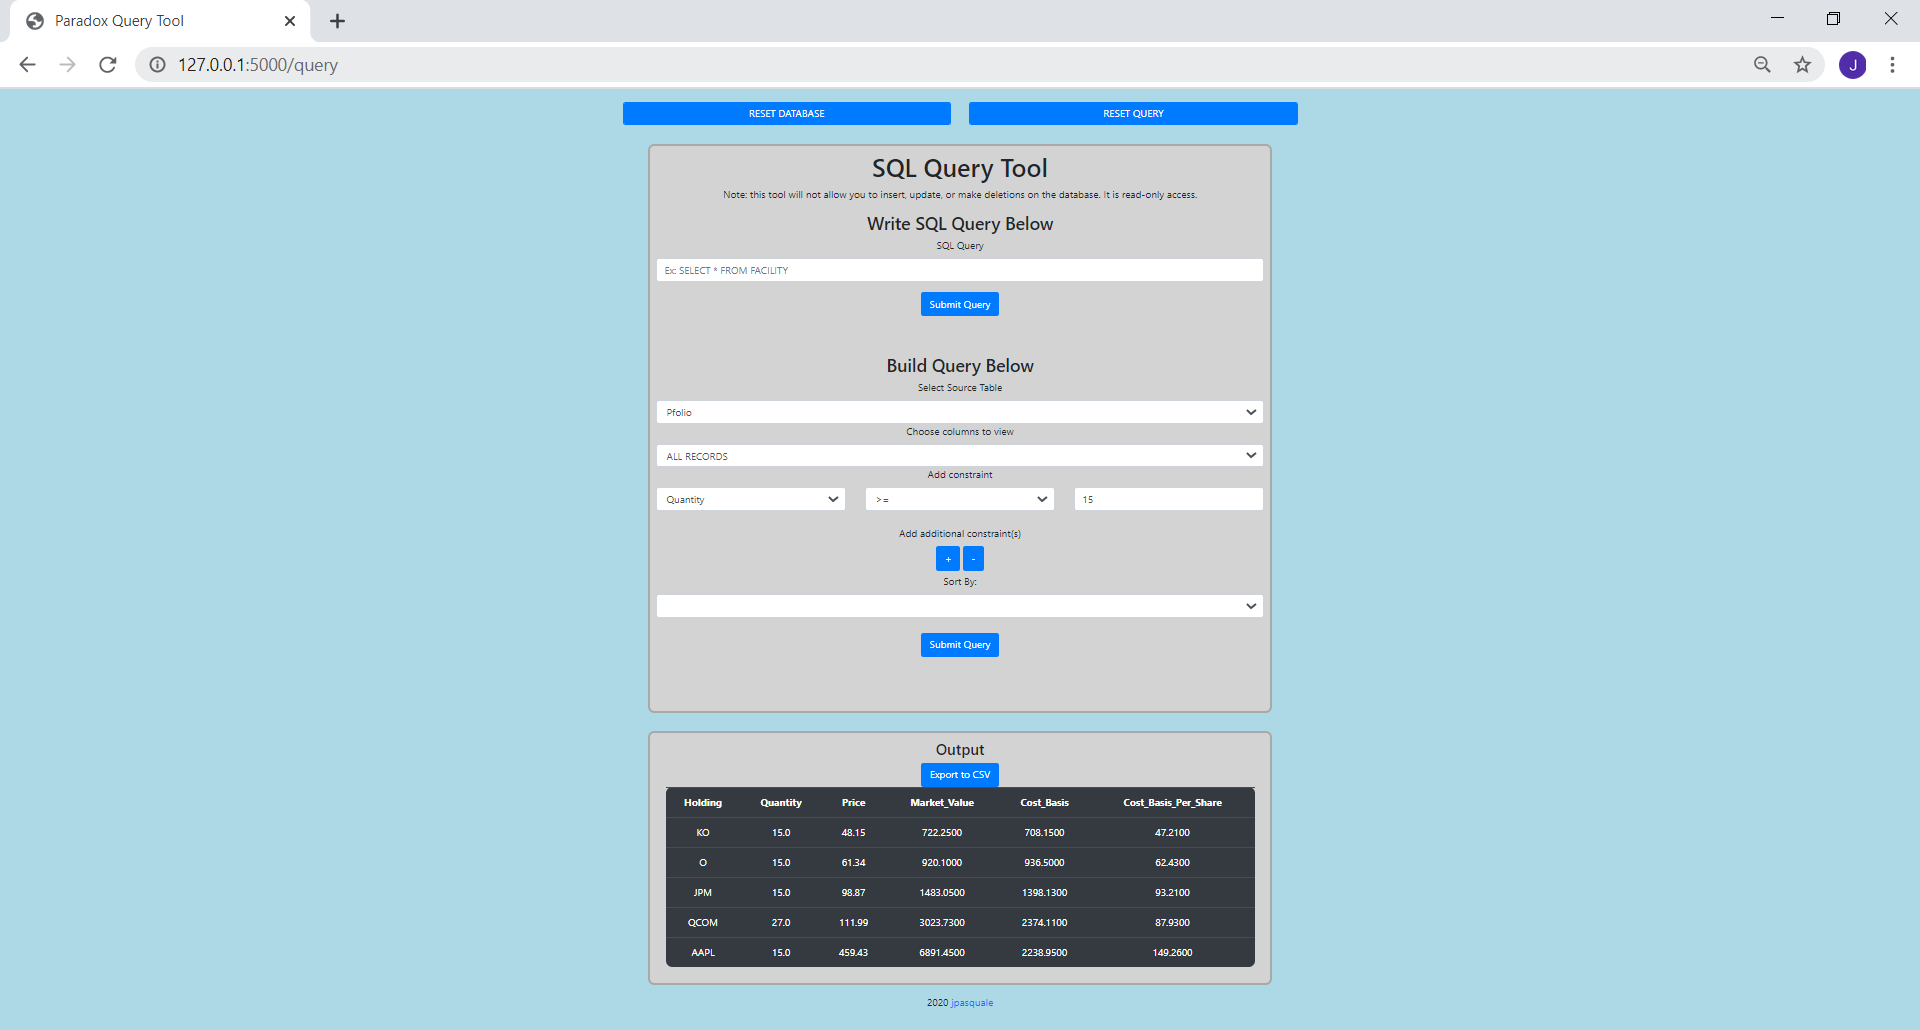 Paradox Query Tool
127.0.0.1:5000/query
J
RESET DATABASE RESET QUERY
SQL Query Tool
Note: this tool will not allow you to insert, update, or make deletions on the database. It is read-only access.
Write SQL Query Below
SQL Query
Ex: SELECT * FROM FACILITY
Submit Query
Build Query Below
Select Source Table
Pfolio
Choose columns to view
ALL RECORDS
Add constraint
Quantity >= 15
Add additional constraint(s)
+ -
Sort By:
Submit Query
Output
Export to CSV
Holding Quantity Price Market_Value Cost_Basis Cost_Basis_Per_Share
KO 15.0 48.15 722.2500 708.1500 47.2100
O 15.0 61.34 920.1000 936.5000 62.4300
JPM 15.0 98.87 1483.0500 1398.1300 93.2100
QCOM 27.0 111.99 3023.7300 2374.1100 87.9300
AAPL 15.0 459.43 6891.4500 2238.9500 149.2600
2020 jpasquale